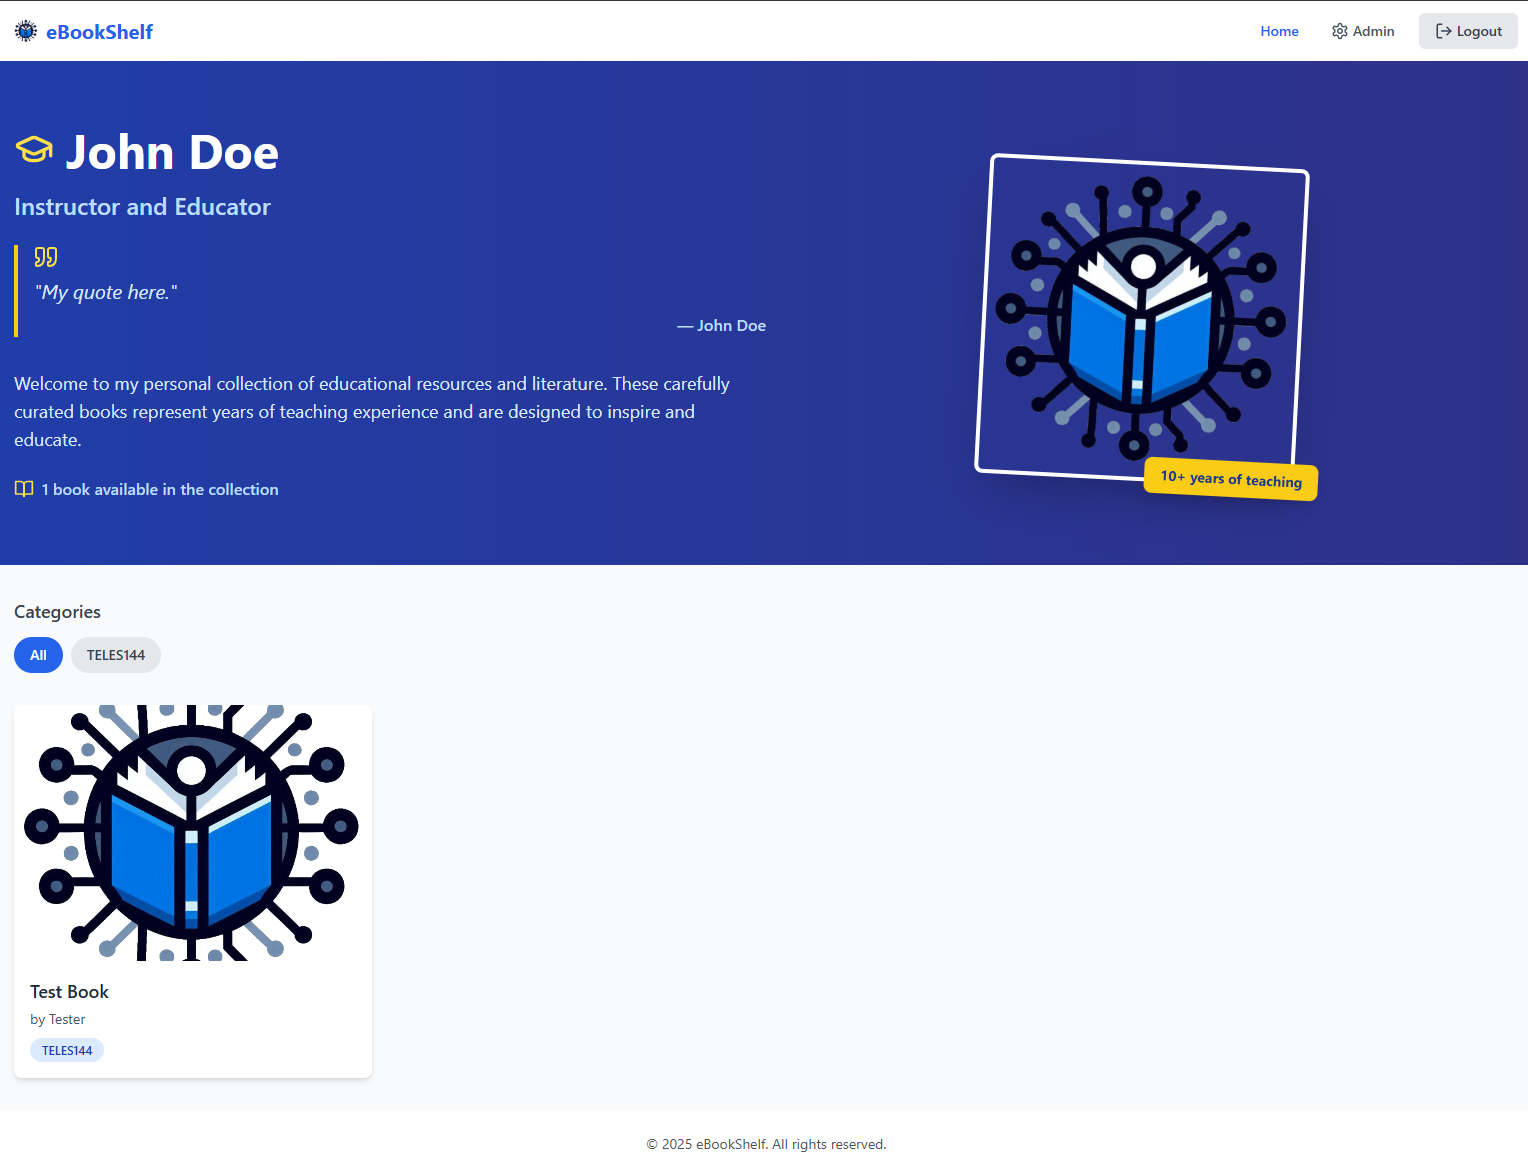 eBookShelf
Home
Admin
Logout
John Doe
Instructor and Educator
"My quote here."
— John Doe
Welcome to my personal collection of educational resources and literature. These carefully
curated books represent years of teaching experience and are designed to inspire and
educate.
1 book available in the collection
10+ years of teaching
Categories
All
TELES144
Test Book
by Tester
TELES144
© 2025 eBookShelf. All rights reserved.